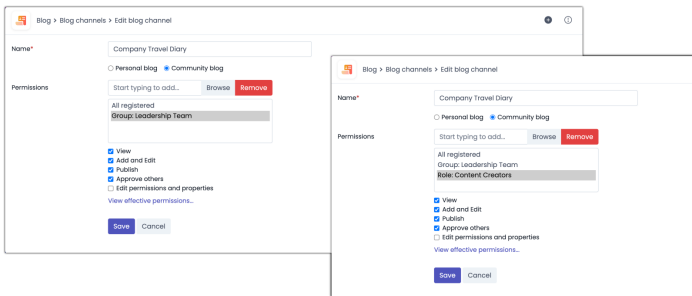 Blog > Blog channels > Edit blog channel
Name*
Company Travel Diary
Personal blog
Community blog
Permissions
Start typing to add...
Browse
Remove
All registered
Group: Leadership Team
View
Add and Edit
Publish
Approve others
Edit permissions and properties
View effective permissions...
Save
Cancel
Blog > Blog channels > Edit blog channel
Name*
Company Travel Diary
Personal blog
Community blog
Permissions
Start typing to add...
Browse
Remove
All registered
Group: Leadership Team
Role: Content Creators
View
Add and Edit
Publish
Approve others
Edit permissions and properties
View effective permissions...
Save
Cancel